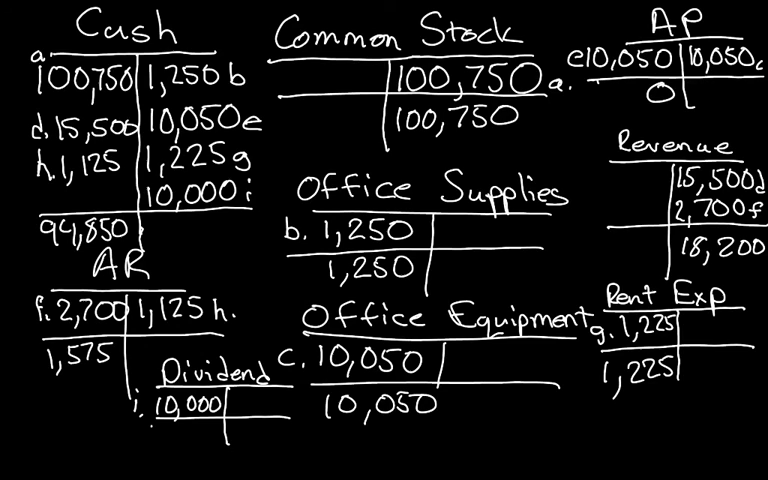 Cash
a.
100,750 1,250 b
d. 15,500 10,050 e
h. 1,125 1,225 g
10,000 i
94,850
AR
f. 2,700 1,125 h.
1,575
Dividend
i. 10,000
Common Stock
100,750 a.
100,750
Office Supplies
b. 1,250
1,250
Office Equipment
c. 10,050
10,050
AP
e 10,050 10,050 c
0
Revenue
15,500 d
2,700 f
18,200
Rent Exp
g. 1,225
1,225